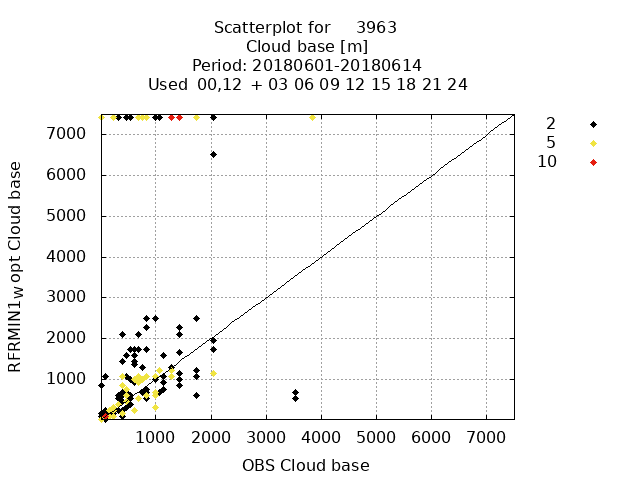 Scatterplot for 3963
Cloud base [m]
Period: 20180601-20180614
Used 00,12 + 03 06 09 12 15 18 21 24
2
5
10
7000
6000
5000
4000
3000
2000
1000
RFRMIN1wopt Cloud base
1000 2000 3000 4000 5000 6000 7000
OBS Cloud base